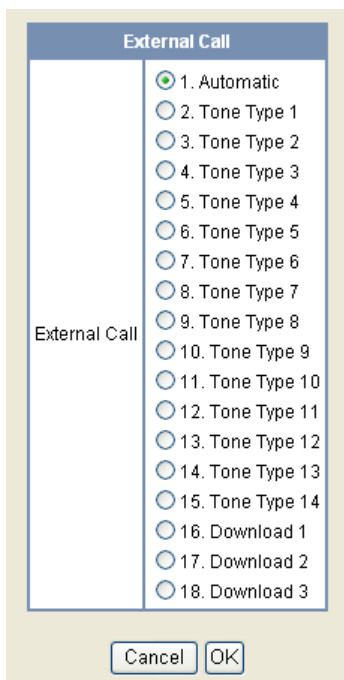 External Call
1. Automatic
2. Tone Type 1
3. Tone Type 2
4. Tone Type 3
5. Tone Type 4
6. Tone Type 5
7. Tone Type 6
8. Tone Type 7
External Call
9. Tone Type 8
10. Tone Type 9
11. Tone Type 10
12. Tone Type 11
13. Tone Type 12
14. Tone Type 13
15. Tone Type 14
16. Download 1
17. Download 2
18. Download 3
Cancel OK